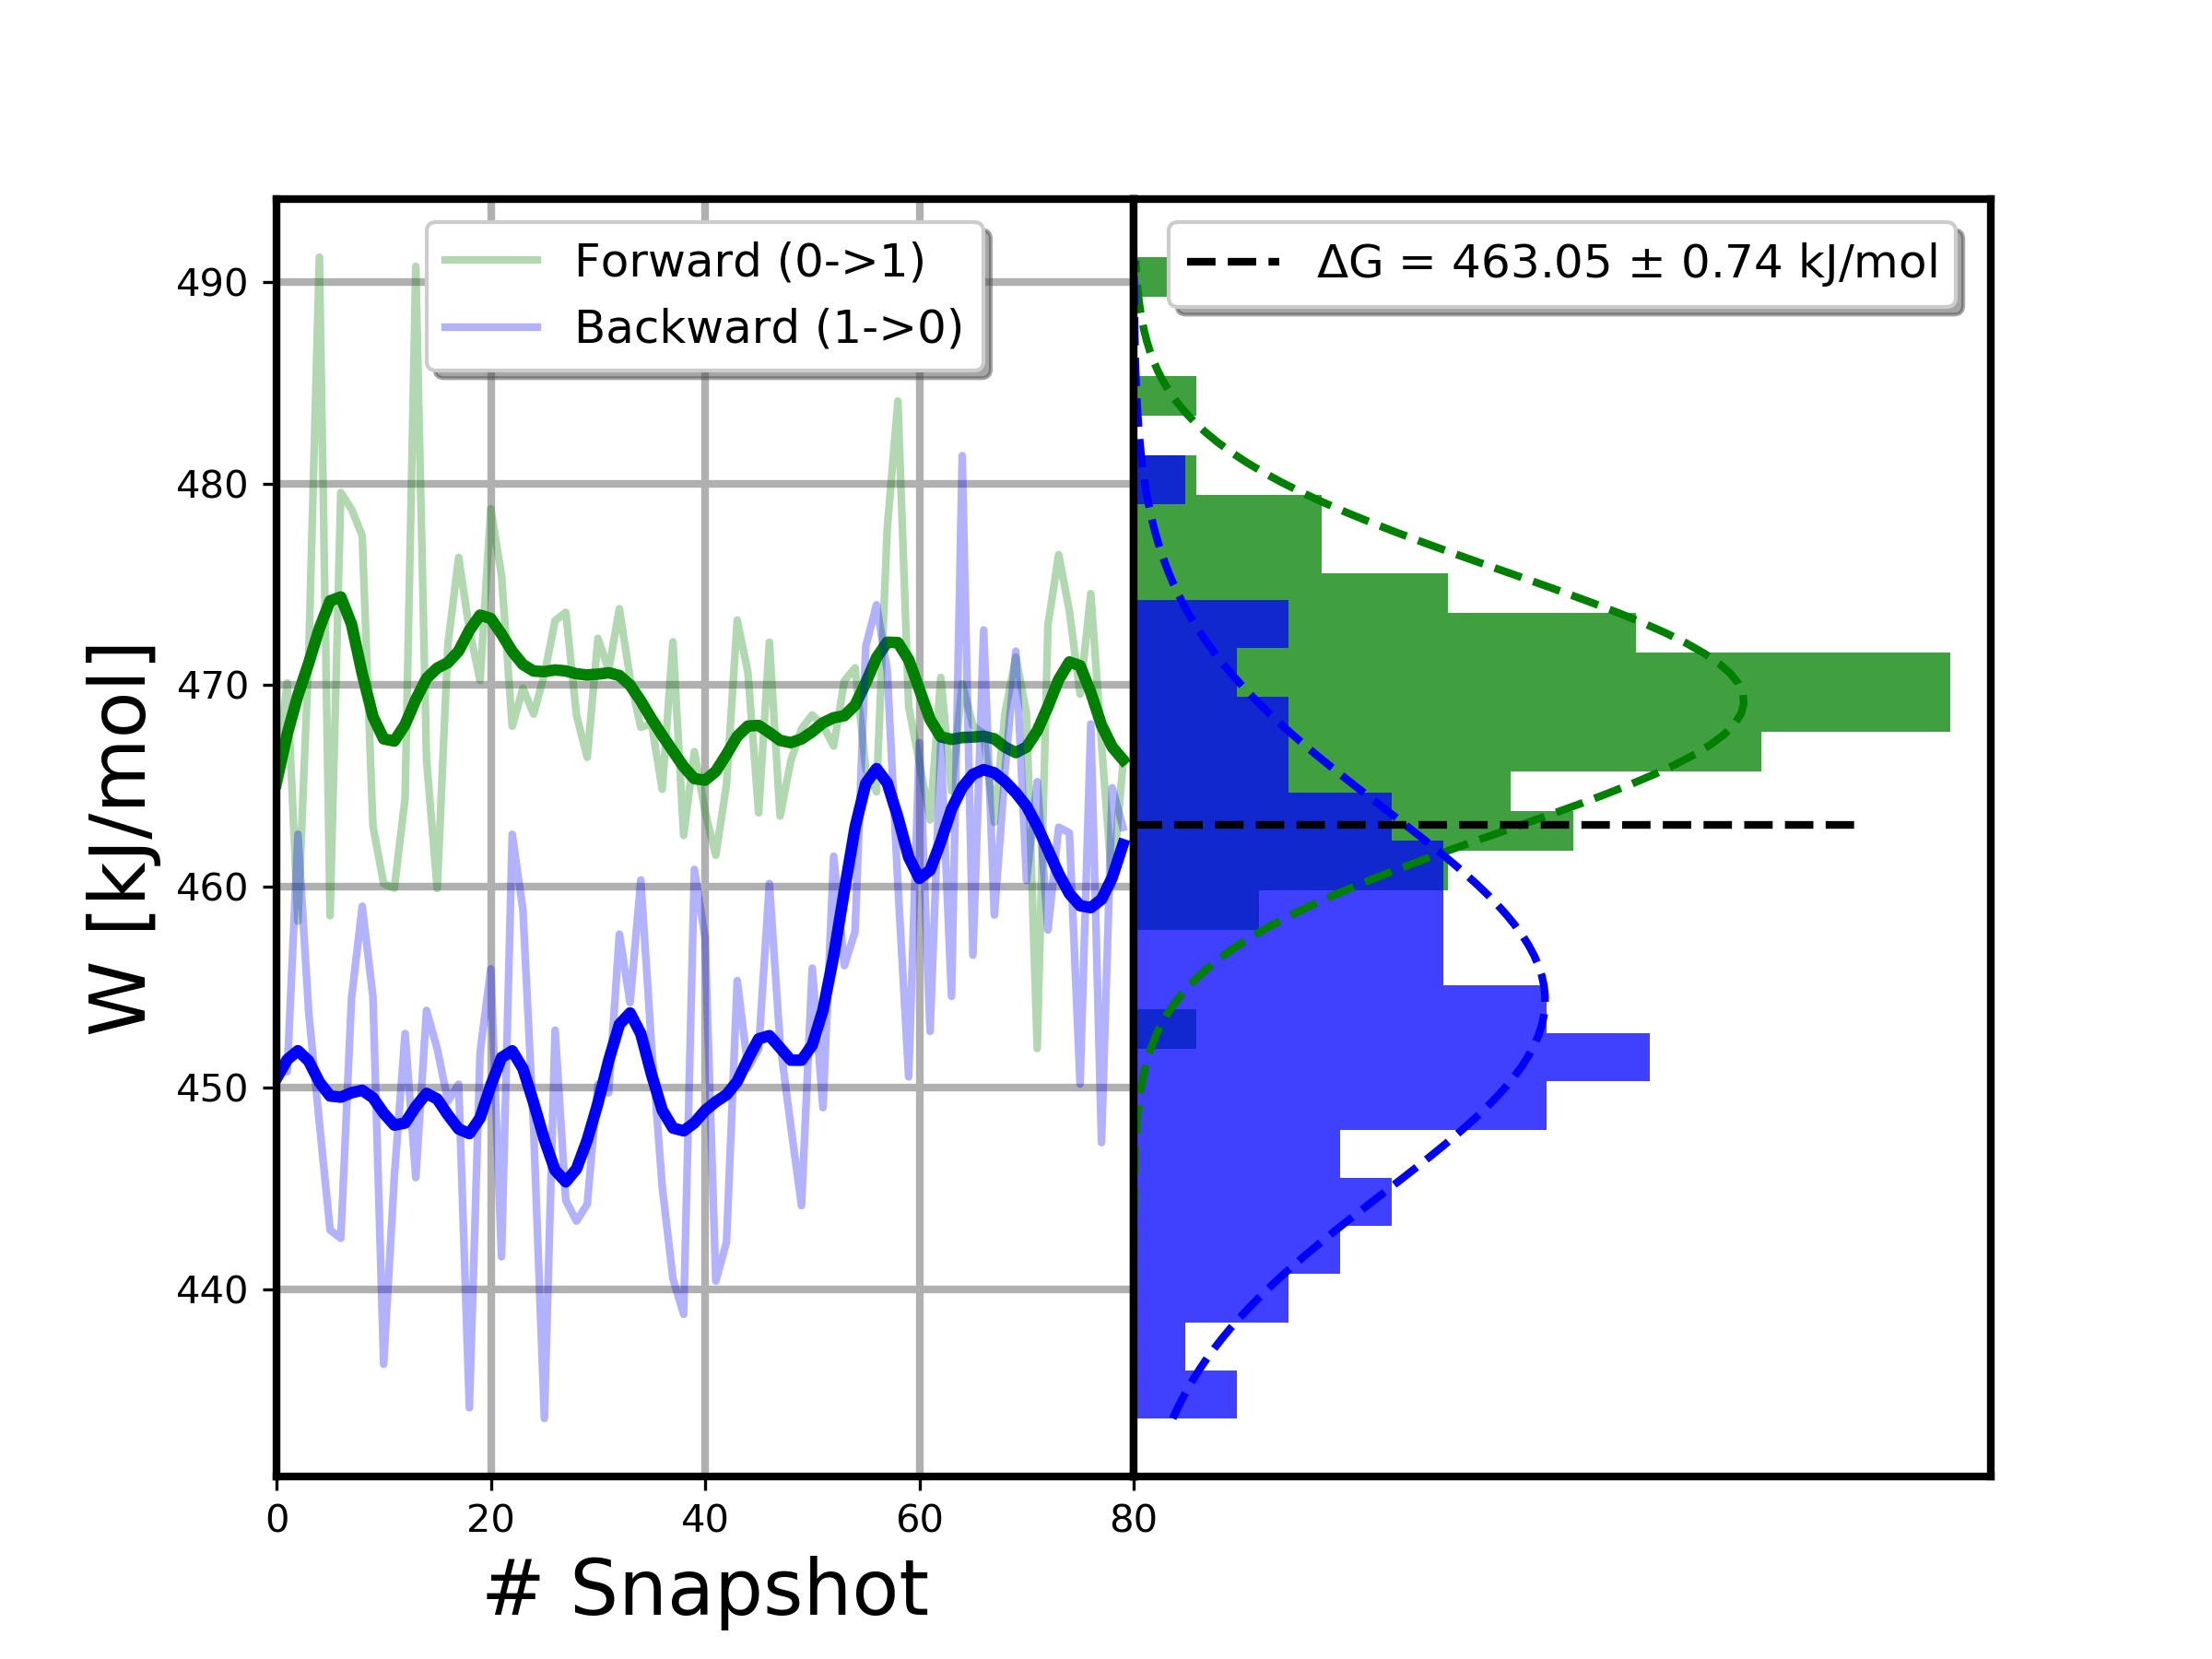 Forward (0->1)
Backward (1->0)
ΔG = 463.05 ± 0.74 kJ/mol
490
480
470
460
450
440
W [kJ/mol]
0 20 40 60 80
# Snapshot